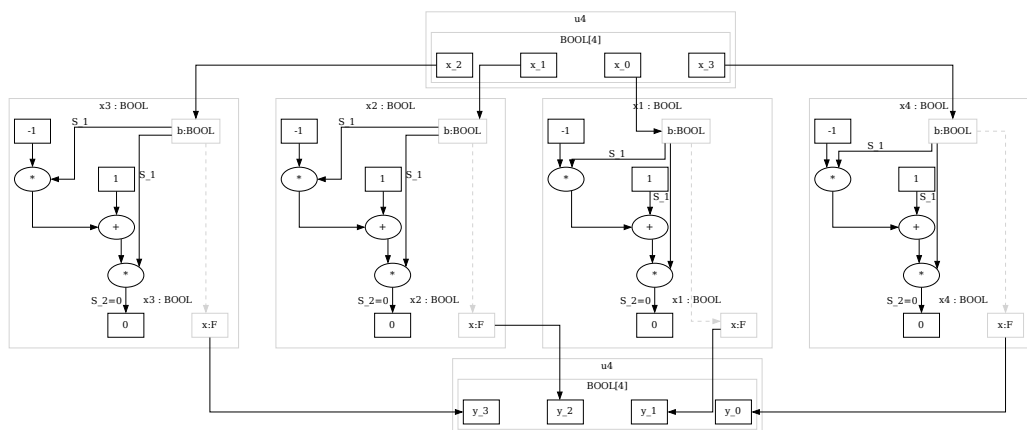 u4
BOOL[4]
x_2 x_1 x_0 x_3
x3 : BOOL x2 : BOOL x1 : BOOL x4 : BOOL
-1 S_1 b:BOOL -1 S_1 b:BOOL -1 b:BOOL -1 b:BOOL
S_1 S_1
* 1 S_1 * 1 S_1 * 1 * 1
S_1 S_1
+ + + +
* * * *
S_2=0 x3 : BOOL S_2=0 x2 : BOOL S_2=0 x1 : BOOL S_2=0 x4 : BOOL
0 x:F 0 x:F 0 x:F 0 x:F
u4
BOOL[4]
y_3 y_2 y_1 y_0